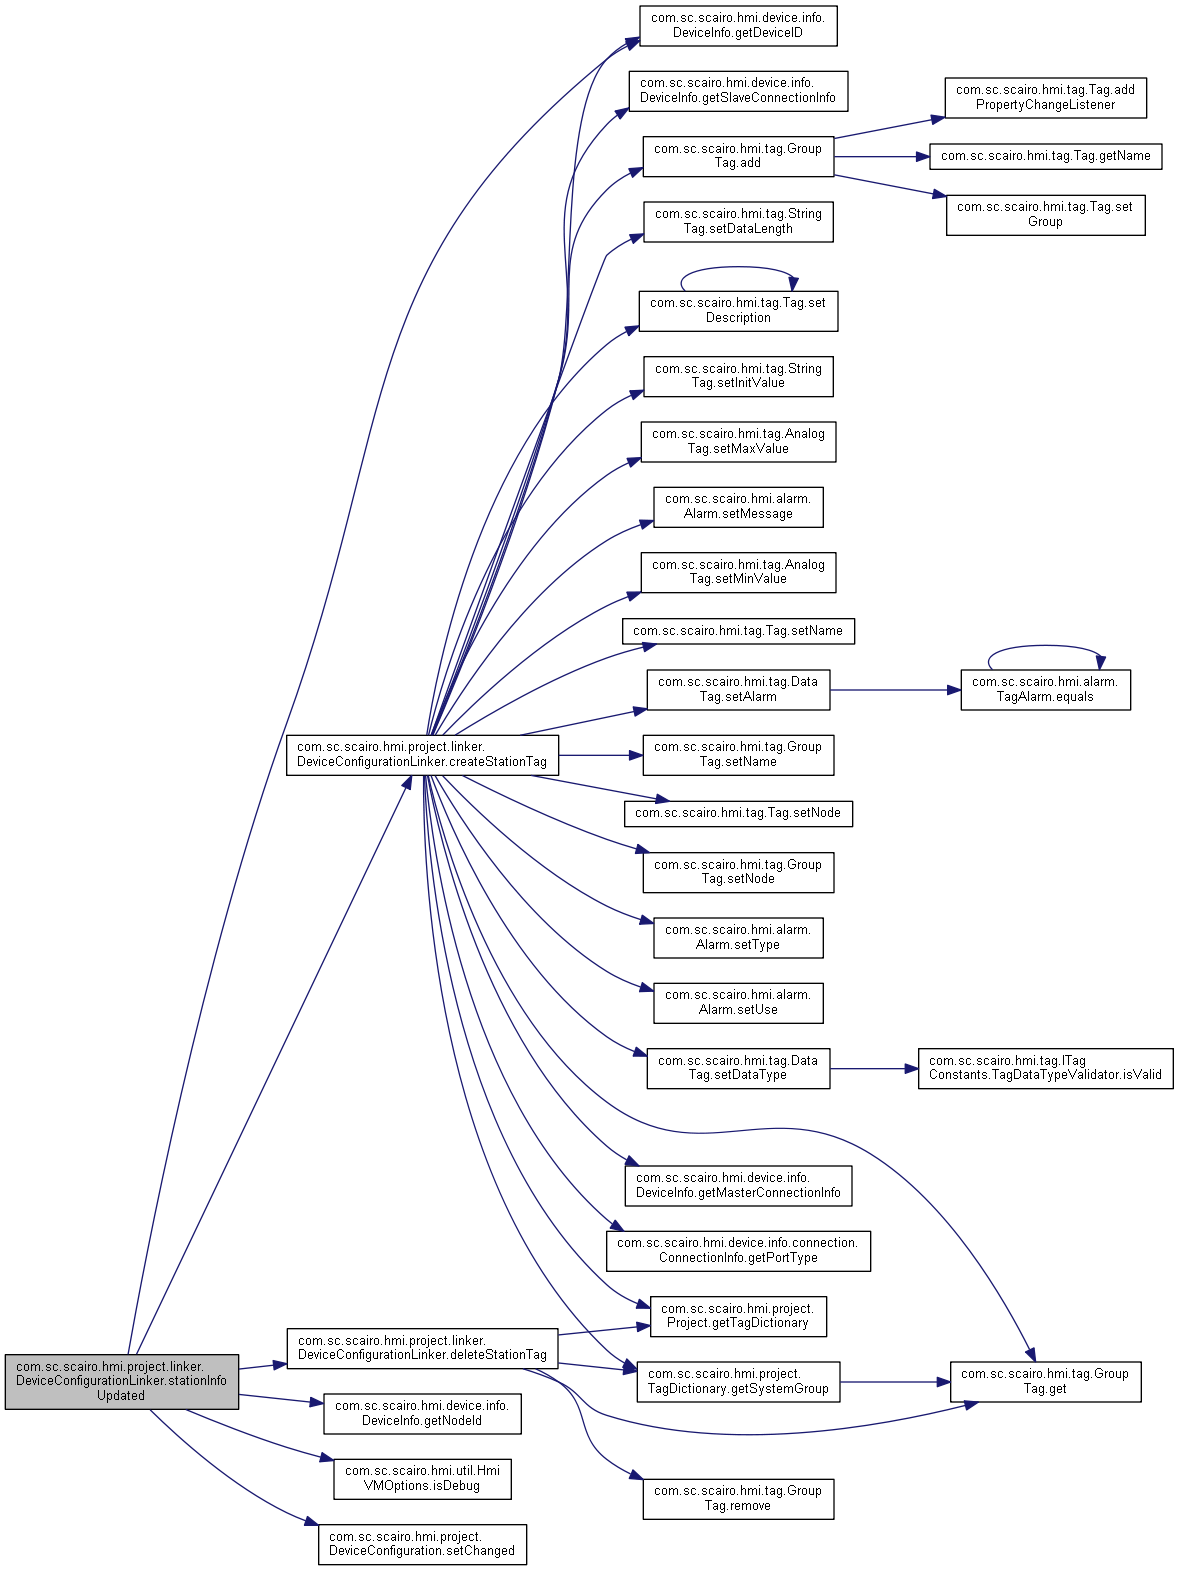 com.sc.scairo.hmi.device.info.
DeviceInfo.getDeviceID
com.sc.scairo.hmi.device.info.
DeviceInfo.getSlaveConnectionInfo
com.sc.scairo.hmi.tag.Tag.add
PropertyChangeListener
com.sc.scairo.hmi.tag.Group
Tag.add
com.sc.scairo.hmi.tag.Tag.getName
com.sc.scairo.hmi.tag.Tag.set
Group
com.sc.scairo.hmi.tag.String
Tag.setDataLength
com.sc.scairo.hmi.tag.Tag.set
Description
com.sc.scairo.hmi.tag.String
Tag.setInitValue
com.sc.scairo.hmi.tag.Analog
Tag.setMaxValue
com.sc.scairo.hmi.alarm.
Alarm.setMessage
com.sc.scairo.hmi.tag.Analog
Tag.setMinValue
com.sc.scairo.hmi.tag.Tag.setName
com.sc.scairo.hmi.tag.Data
Tag.setAlarm
com.sc.scairo.hmi.alarm.
TagAlarm.equals
com.sc.scairo.hmi.project.linker.
DeviceConfigurationLinker.createStationTag
com.sc.scairo.hmi.tag.Group
Tag.setName
com.sc.scairo.hmi.tag.Tag.setNode
com.sc.scairo.hmi.tag.Group
Tag.setNode
com.sc.scairo.hmi.alarm.
Alarm.setType
com.sc.scairo.hmi.alarm.
Alarm.setUse
com.sc.scairo.hmi.tag.Data
Tag.setDataType
com.sc.scairo.hmi.tag.ITag
Constants.TagDataTypeValidator.isValid
com.sc.scairo.hmi.device.info.
DeviceInfo.getMasterConnectionInfo
com.sc.scairo.hmi.device.info.connection.
ConnectionInfo.getPortType
com.sc.scairo.hmi.project.
Project.getTagDictionary
com.sc.scairo.hmi.project.linker.
DeviceConfigurationLinker.deleteStationTag
com.sc.scairo.hmi.project.linker.
DeviceConfigurationLinker.stationInfo
Updated
com.sc.scairo.hmi.project.
TagDictionary.getSystemGroup
com.sc.scairo.hmi.tag.Group
Tag.get
com.sc.scairo.hmi.device.info.
DeviceInfo.getNodeId
com.sc.scairo.hmi.util.Hmi
VMOptions.isDebug
com.sc.scairo.hmi.tag.Group
Tag.remove
com.sc.scairo.hmi.project.
DeviceConfiguration.setChanged